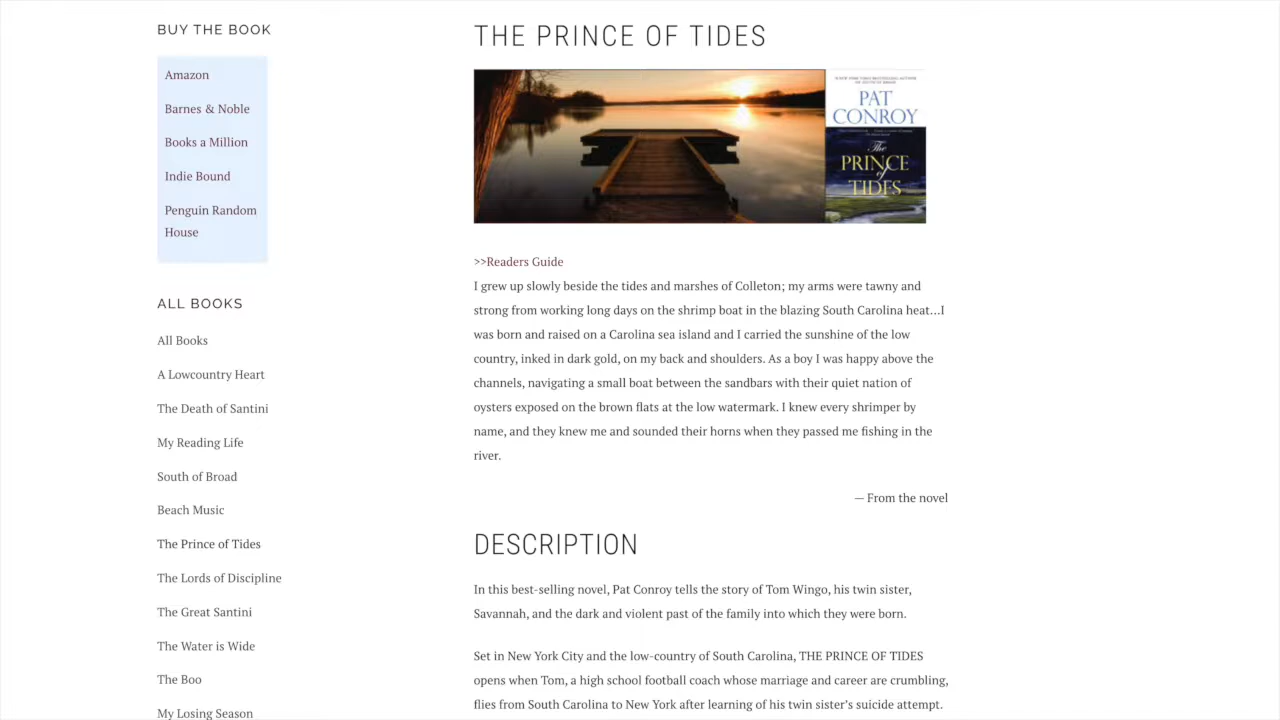 BUY THE BOOK
Amazon
Barnes & Noble
Books a Million
Indie Bound
Penguin Random
House
ALL BOOKS
All Books
A Lowcountry Heart
The Death of Santini
My Reading Life
South of Broad
Beach Music
The Prince of Tides
The Lords of Discipline
The Great Santini
The Water is Wide
The Boo
My Losing Season
THE PRINCE OF TIDES
PAT
CONROY
The
PRINCE
of
TIDES
>>Readers Guide
I grew up slowly beside the tides and marshes of Colleton; my arms were tawny and
strong from working long days on the shrimp boat in the blazing South Carolina heat…I
was born and raised on a Carolina sea island and I carried the sunshine of the low
country, inked in dark gold, on my back and shoulders. As a boy I was happy above the
channels, navigating a small boat between the sandbars with their quiet nation of
oysters exposed on the brown flats at the low watermark. I knew every shrimper by
name, and they knew me and sounded their horns when they passed me fishing in the
river.
— From the novel
DESCRIPTION
In this best-selling novel, Pat Conroy tells the story of Tom Wingo, his twin sister,
Savannah, and the dark and violent past of the family into which they were born.
Set in New York City and the low-country of South Carolina, THE PRINCE OF TIDES
opens when Tom, a high school football coach whose marriage and career are crumbling,
flies from South Carolina to New York after learning of his twin sister’s suicide attempt.